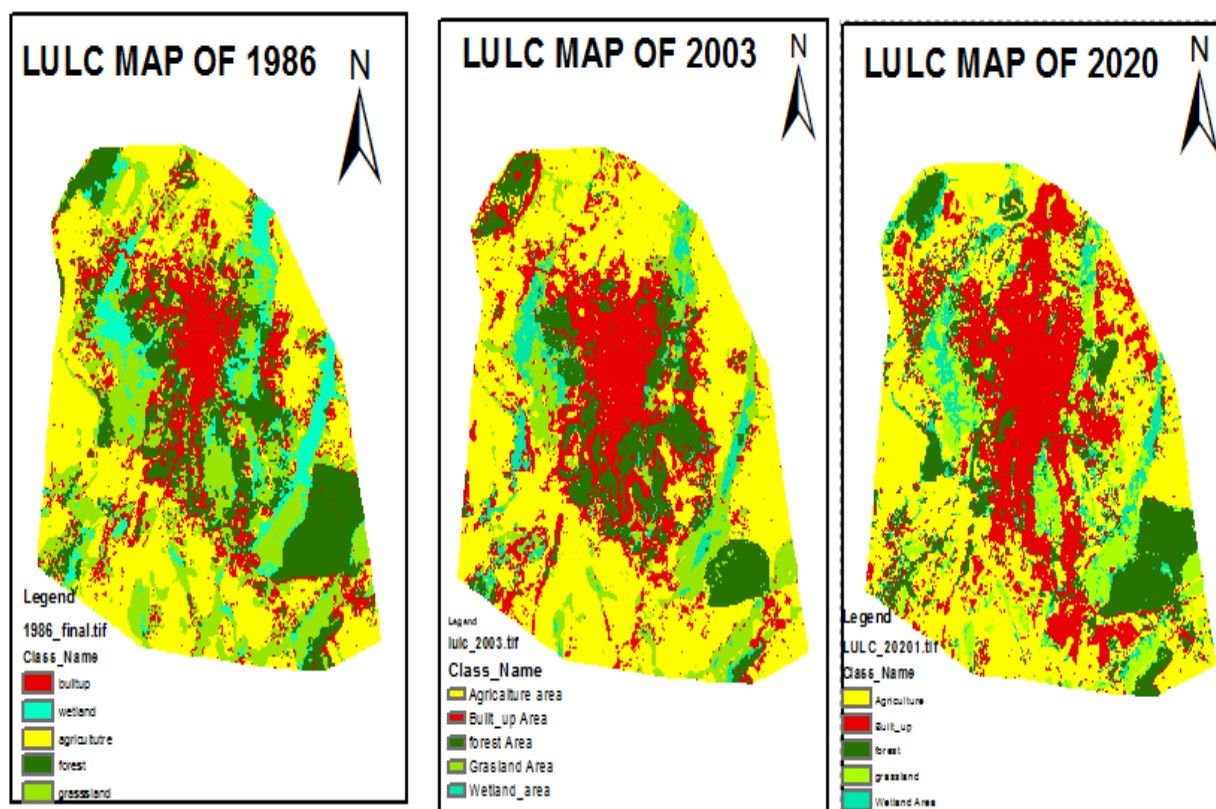 LULC MAP OF 1986
N
Legend
1986_final.tif
Class_Name
builtup
wetland
agricultutre
forest
grasssland
LULC MAP OF 2003
N
Legend
lulc_2003.tif
Class_Name
Agricalture area
Built_up Area
forest Area
Grasland Area
Wetland_area
LULC MAP OF 2020
N
Legend
LULC_20201.tif
Class_Name
Agriculture
Built_up
forest
grassland
Wetland Area